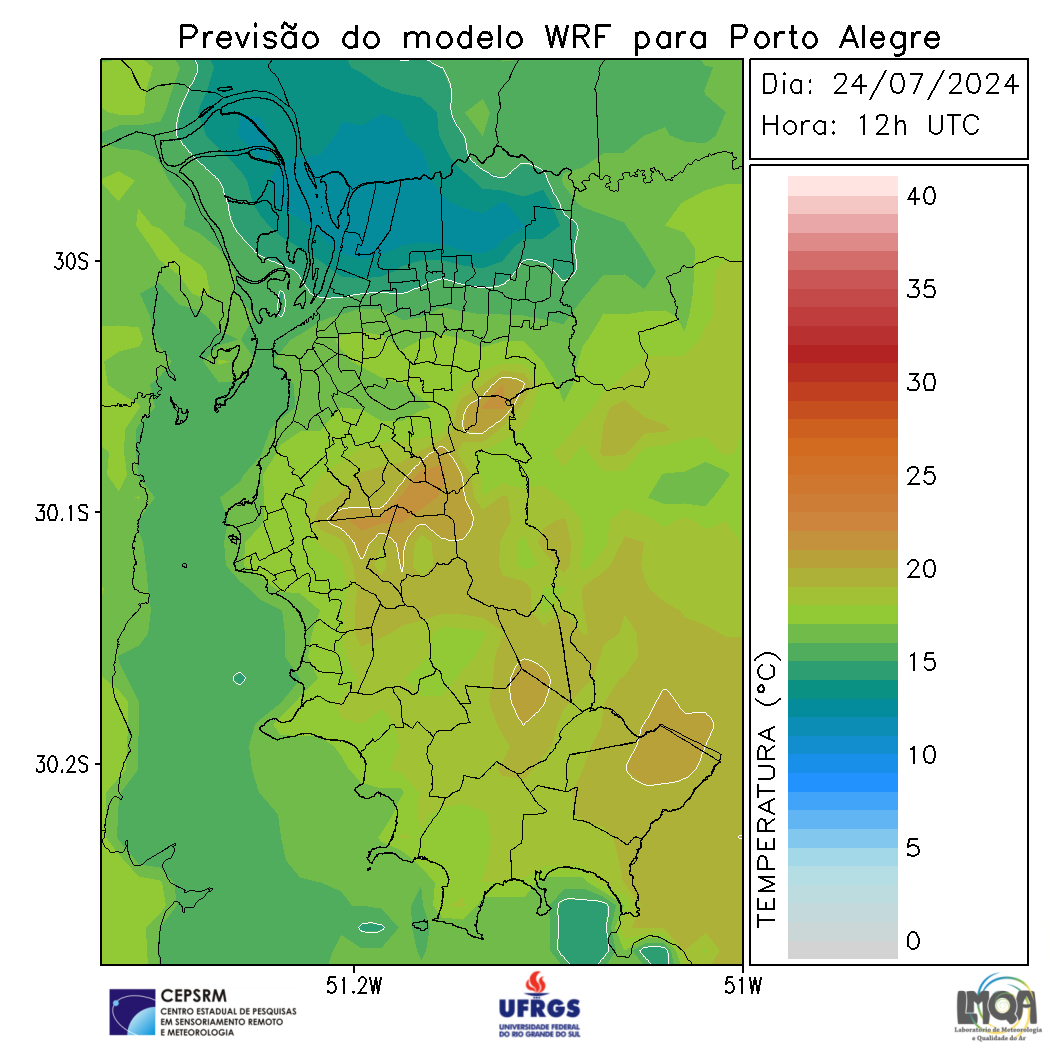 Previsão do modelo WRF para Porto Alegre
Dia: 24/07/2024
Hora: 12h UTC
30S
30.1S
30.2S
51.2W
51W
TEMPERATURA (°C)
40
35
30
25
20
15
10
5
0
CEPSRM
CENTRO ESTADUAL DE PESQUISAS
EM SENSORIAMENTO REMOTO
E METEOROLOGIA
UFRGS
UNIVERSIDADE FEDERAL
DO RIO GRANDE DO SUL
LMQA
Laboratório de Meteorologia
e Qualidade do Ar